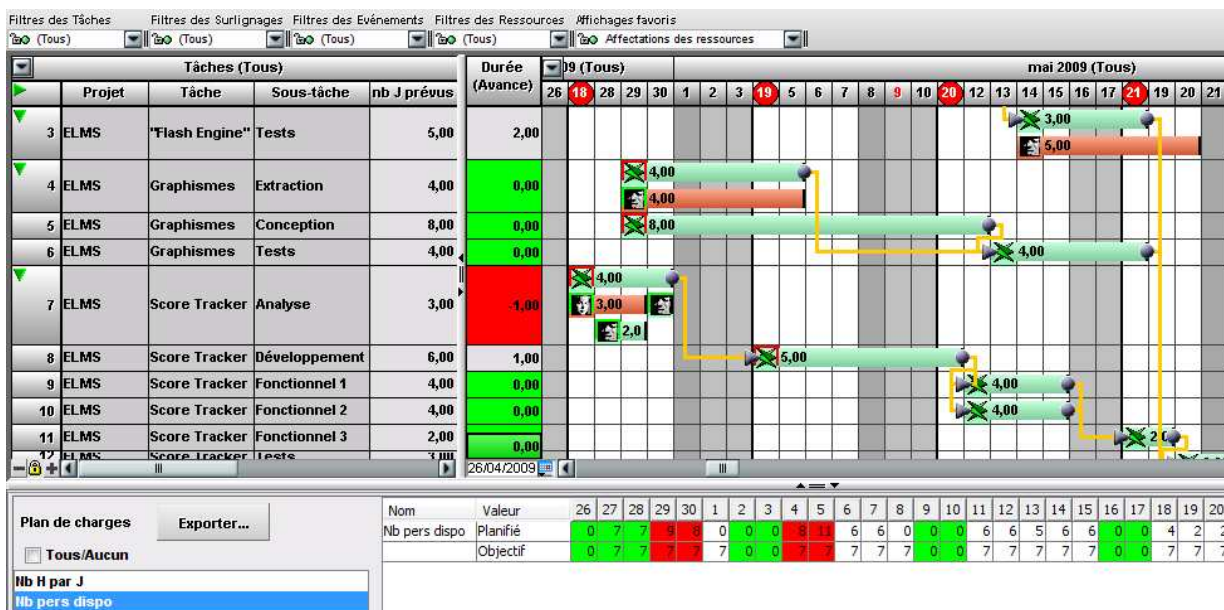 Filtres des Tâches Filtres des Surlignages Filtres des Evénements Filtres des Ressources Affichages favoris
(Tous) (Tous) (Tous) (Tous) Affectations des ressources
Tâches (Tous) Durée 09 (Tous) mai 2009 (Tous)
Projet Tâche Sous-tâche nb J prévus (Avance) 26 18 28 29 30 1 2 3 19 5 6 7 8 9 10 20 12 13 14 15 16 17 21 19 20 21
3 ELMS "Flash Engine" Tests 5,00 2,00 3,00
5,00
4 ELMS Graphismes Extraction 4,00 0,00 4,00
4,00
5 ELMS Graphismes Conception 8,00 0,00 8,00
6 ELMS Graphismes Tests 4,00 0,00 4,00
7 ELMS Score Tracker Analyse 3,00 -1,00 4,00
3,00
2,0
8 ELMS Score Tracker Développement 6,00 1,00 5,00
9 ELMS Score Tracker Fonctionnel 1 4,00 0,00 4,00
10 ELMS Score Tracker Fonctionnel 2 4,00 0,00 4,00
11 ELMS Score Tracker Fonctionnel 3 2,00 0,00
12 ELMS Score Tracker Tests 3,00
26/04/2009
Plan de charges Exporter...
Tous/Aucun
Nb H par J
Nb pers dispo
Nom Valeur 26 27 28 29 30 1 2 3 4 5 6 7 8 9 10 11 12 13 14 15 16 17 18 19 20
Nb pers dispo Planifié 0 7 7 9 8 0 0 0 8 11 6 6 0 0 0 6 6 5 6 6 0 0 4 2
Objectif 0 7 7 7 7 7 0 0 7 7 7 7 7 0 0 7 7 7 7 7 0 0 7 7